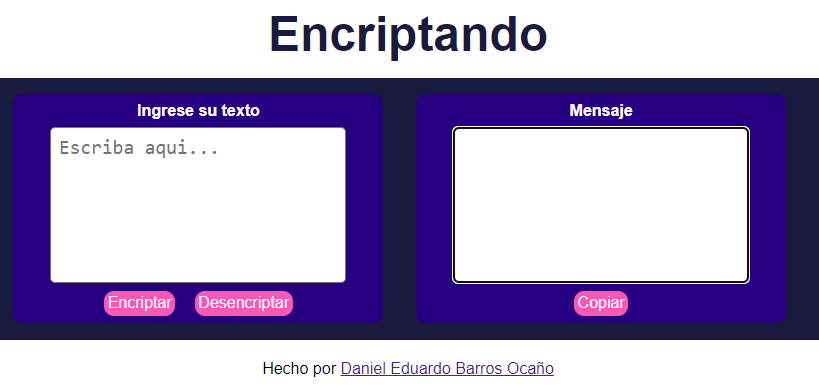 Encriptando
Ingrese su texto
Escriba aqui...
Encriptar
Desencriptar
Mensaje
Copiar
Hecho por Daniel Eduardo Barros Ocaño